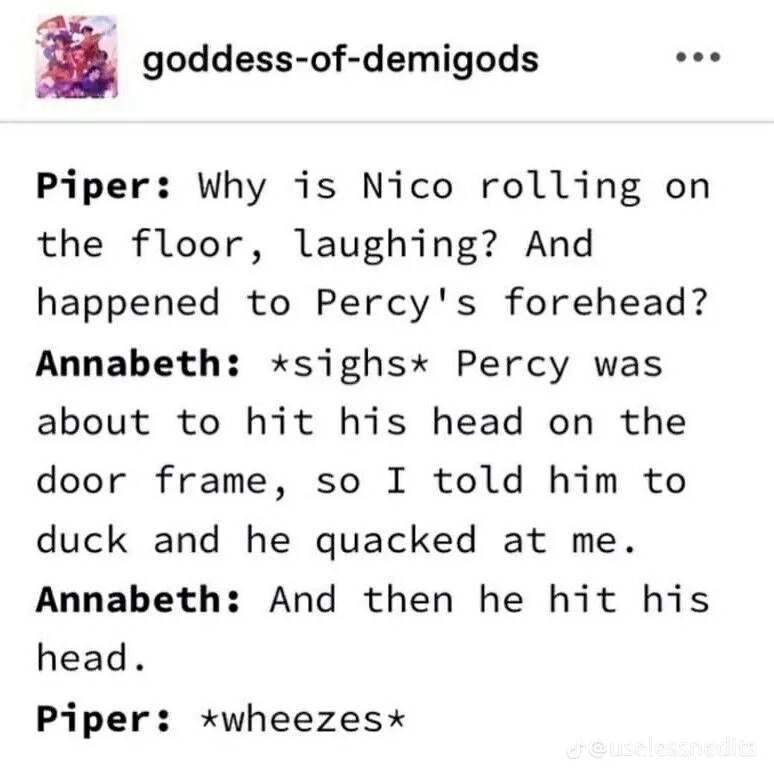 goddess-of-demigods
Piper: Why is Nico rolling on
the floor, laughing? And
happened to Percy's forehead?
Annabeth: *sighs* Percy was
about to hit his head on the
door frame, so I told him to
duck and he quacked at me.
Annabeth: And then he hit his
head.
Piper: *wheezes*
@uselessnedits